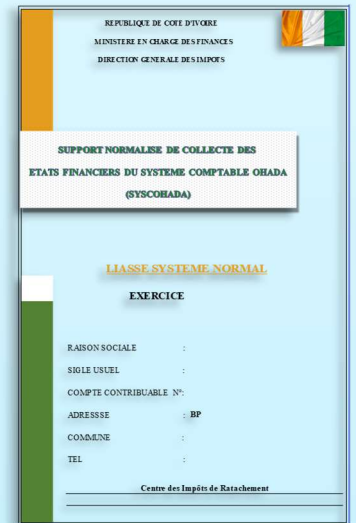 REPUBLIQUE DE COTE D'IVOIRE
MINISTERE EN CHARGE DES FINANCES
DIRECTION GENERALE DES IMPOTS
SUPPORT NORMALISE DE COLLECTE DES
ETATS FINANCIERS DU SYSTEME COMPTABLE OHADA
(SYSCOHADA)
LIASSE SYSTEME NORMAL
EXERCICE
RAISON SOCIALE :
SIGLE USUEL :
COMPTE CONTRIBUABLE N°:
ADRESSSE : BP
COMMUNE :
TEL :
Centre des Impôts de Ratachement